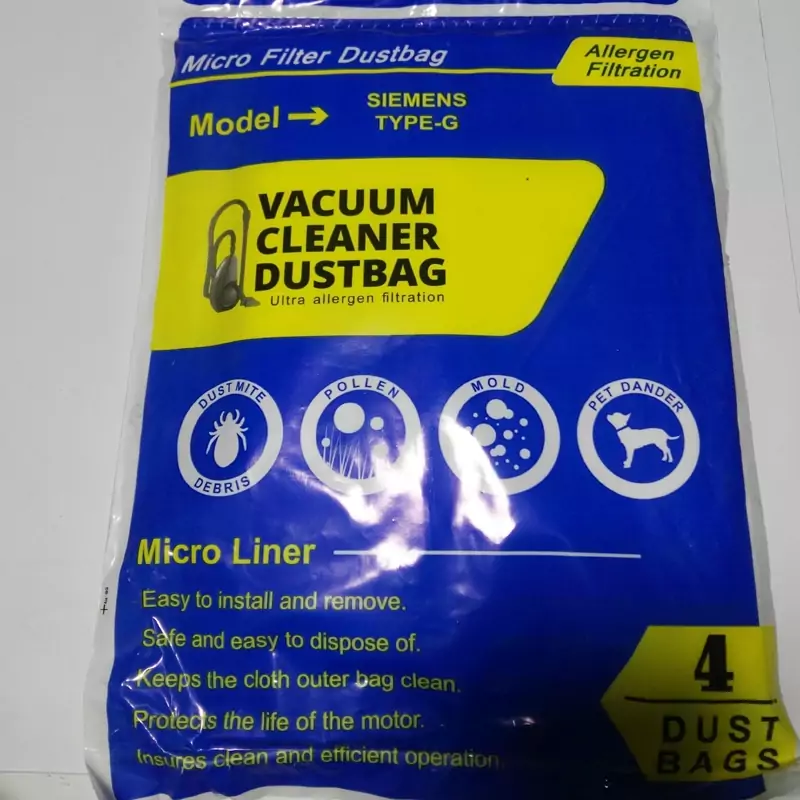 Micro Filter Dustbag
Allergen
Filtration
Model
SIEMENS
TYPE-G
VACUUM
CLEANER
DUSTBAG
Ultra allergen filtration
DUST MITE
DEBRIS
POLLEN
MOLD
PET DANDER
Micro Liner
Easy to install and remove.
Safe and easy to dispose of.
Keeps the cloth outer bag clean.
Protects the life of the motor.
Insures clean and efficient operation
4
DUST
BAGS